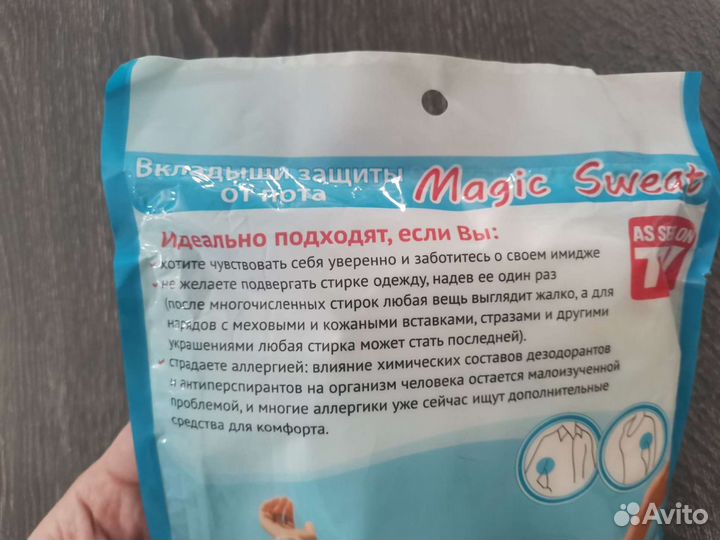 Вкладыши защиты
от пота
Magic Sweat
Идеально подходят, если Вы:
хотите чувствовать себя уверенно и заботитесь о своем имидже
не желаете подвергать стирке одежду, надев ее один раз
(после многочисленных стирок любая вещь выглядит жалко, а для
нарядов с меховыми и кожаными вставками, стразами и другими
украшениями любая стирка может стать последней).
страдаете аллергией: влияние химических составов дезодорантов
и антиперспирантов на организм человека остается малоизученной
проблемой, и многие аллергики уже сейчас ищут дополнительные
средства для комфорта.
AS SEEN ON
TV
Avito